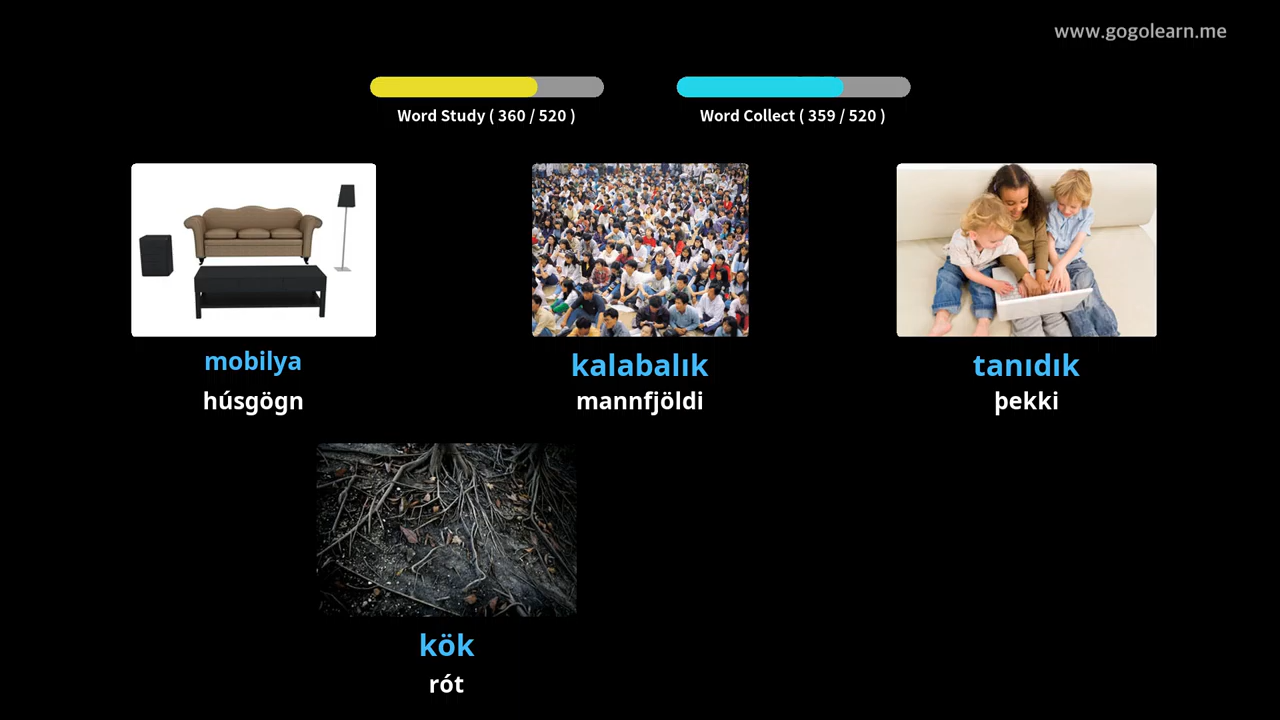 www.gogolearn.me
Word Study ( 360 / 520 )
Word Collect ( 359 / 520 )
mobilya
húsgögn
kalabalık
mannfjöldi
tanıdık
þekki
kök
rót